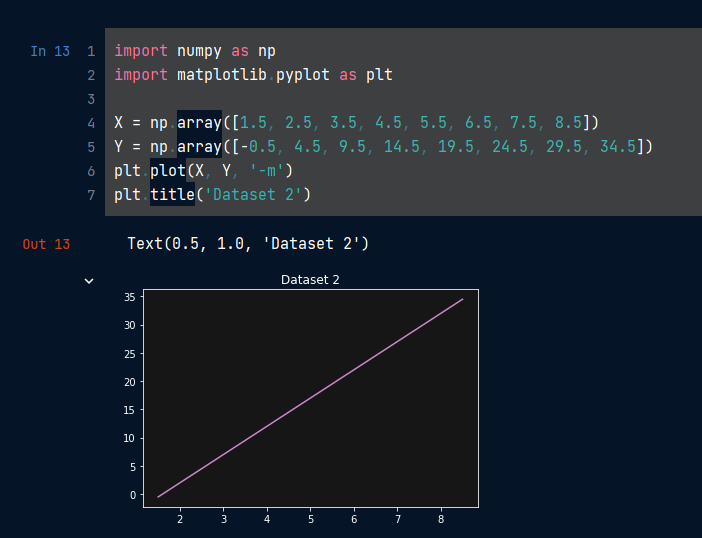 In 13 1 import numpy as np
2 import matplotlib.pyplot as plt
3
4 X = np.array([1.5, 2.5, 3.5, 4.5, 5.5, 6.5, 7.5, 8.5])
5 Y = np.array([-0.5, 4.5, 9.5, 14.5, 19.5, 24.5, 29.5, 34.5])
6 plt.plot(X, Y, '-m')
7 plt.title('Dataset 2')
Out 13 Text(0.5, 1.0, 'Dataset 2')
Dataset 2
35
30
25
20
15
10
5
0
2 3 4 5 6 7 8